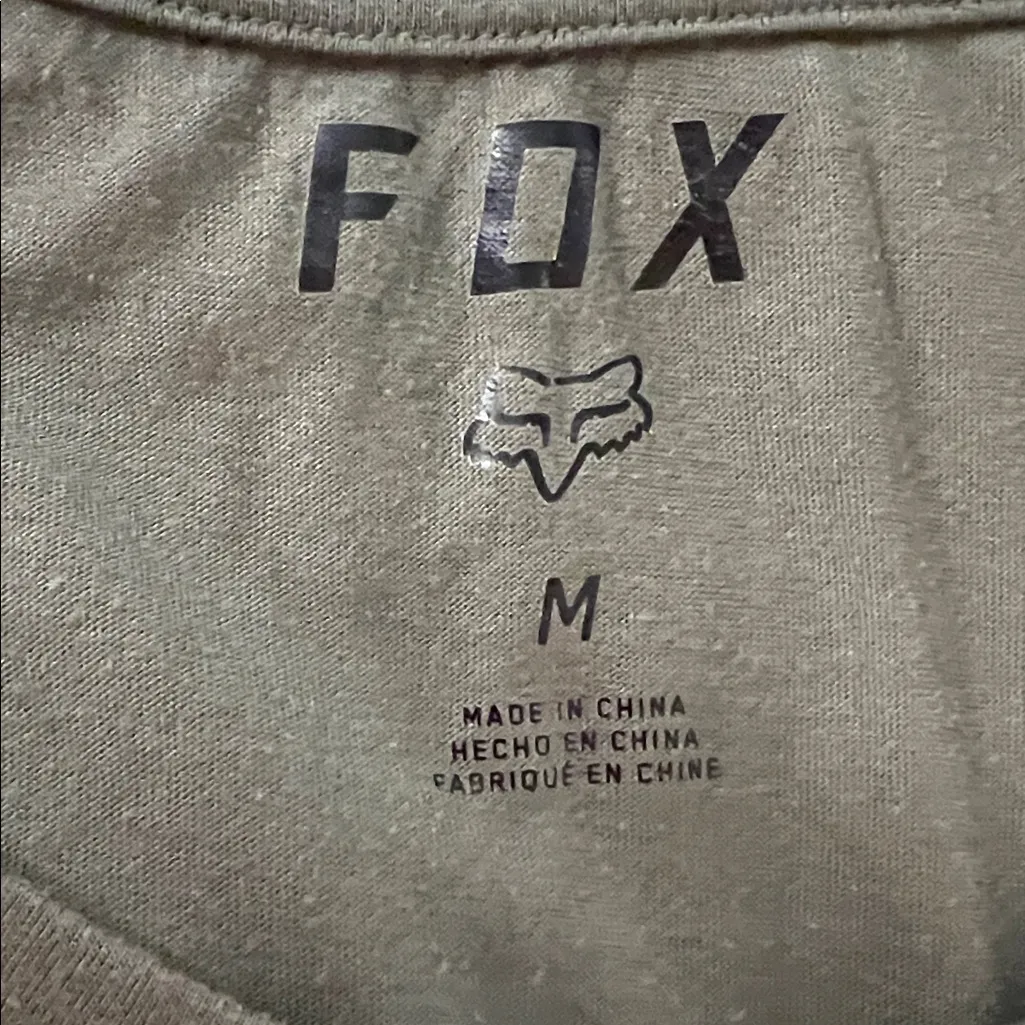 FOX
M
MADE IN CHINA
HECHO EN CHINA
FABRIQUÉ EN CHINE